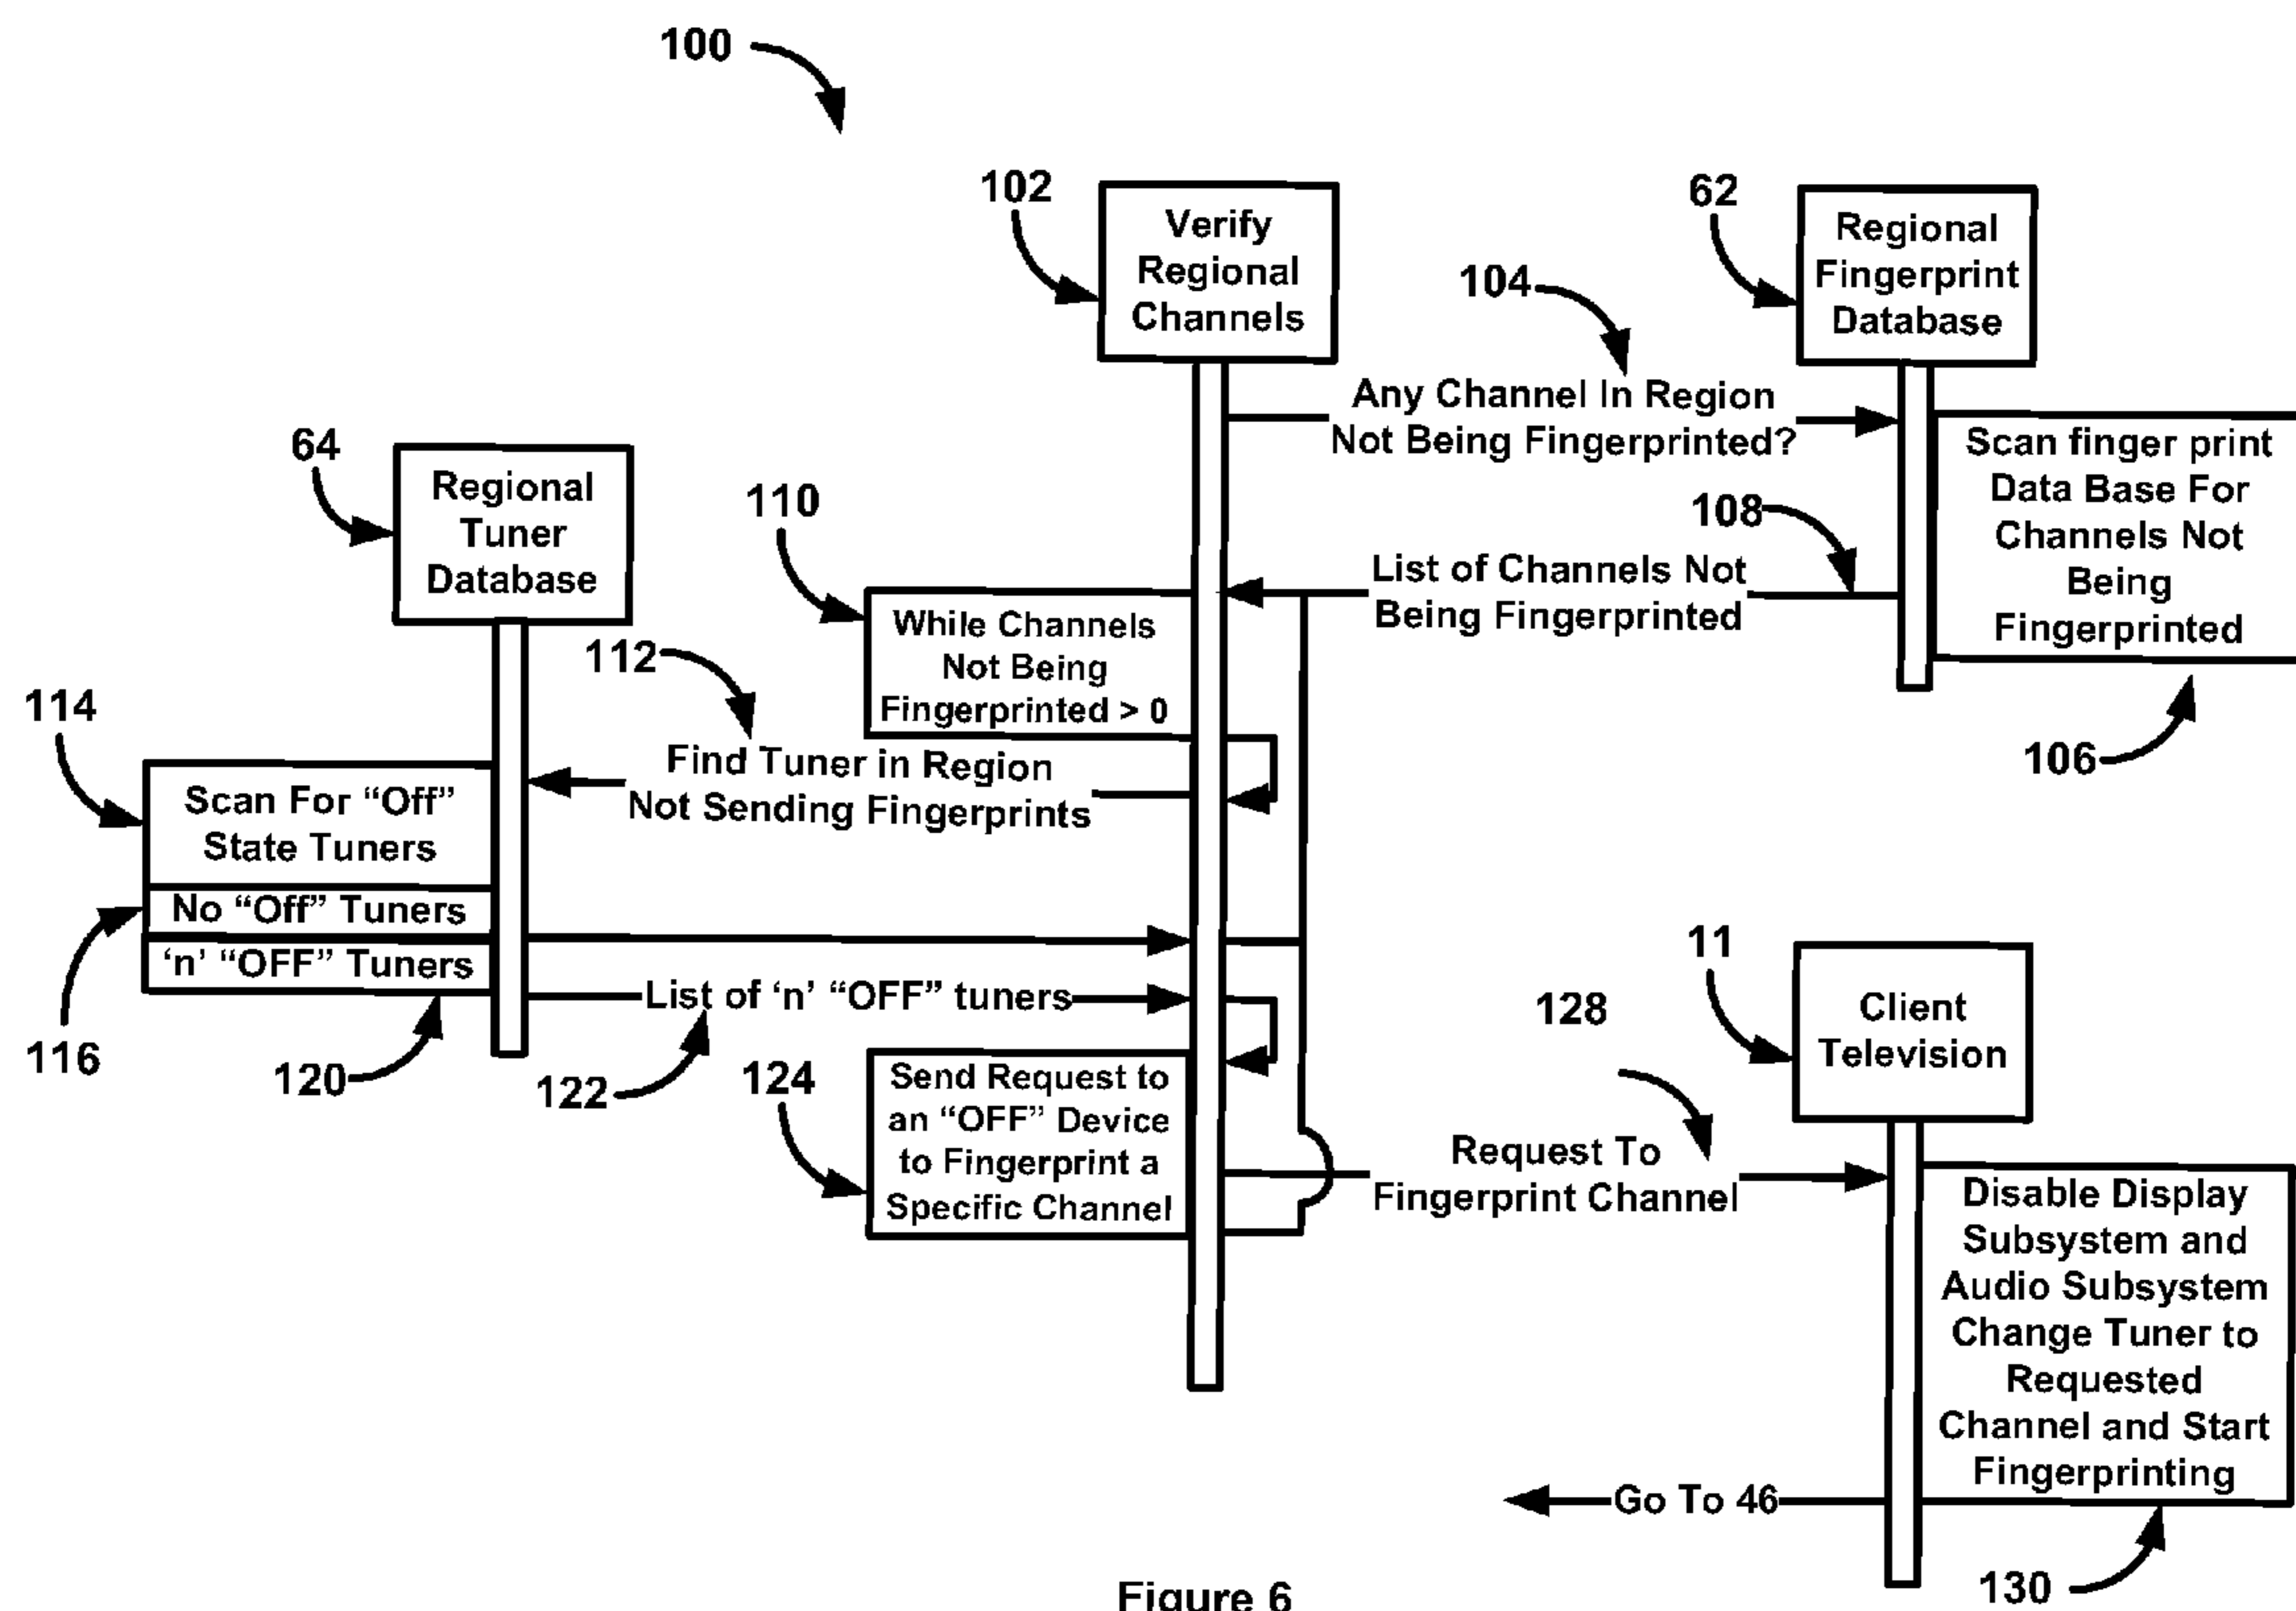 100
102
Verify
Regional
Channels
62
Regional
Fingerprint
Database
104
Any Channel In Region
Not Being Fingerprinted?
Scan finger print
Data Base For
Channels Not
Being
Fingerprinted
106
108
List of Channels Not
Being Fingerprinted
64
Regional
Tuner
Database
110
While Channels
Not Being
Fingerprinted > 0
112
Find Tuner in Region
Not Sending Fingerprints
114
Scan For “Off”
State Tuners
No “Off” Tuners
‘n’ “OFF” Tuners
116
120
List of ‘n’ “OFF” tuners
122
124
Send Request to
an “OFF” Device
to Fingerprint a
Specific Channel
11
Client
Television
128
Request To
Fingerprint Channel
Disable Display
Subsystem and
Audio Subsystem
Change Tuner to
Requested
Channel and Start
Fingerprinting
Go To 46
130
Figure 6